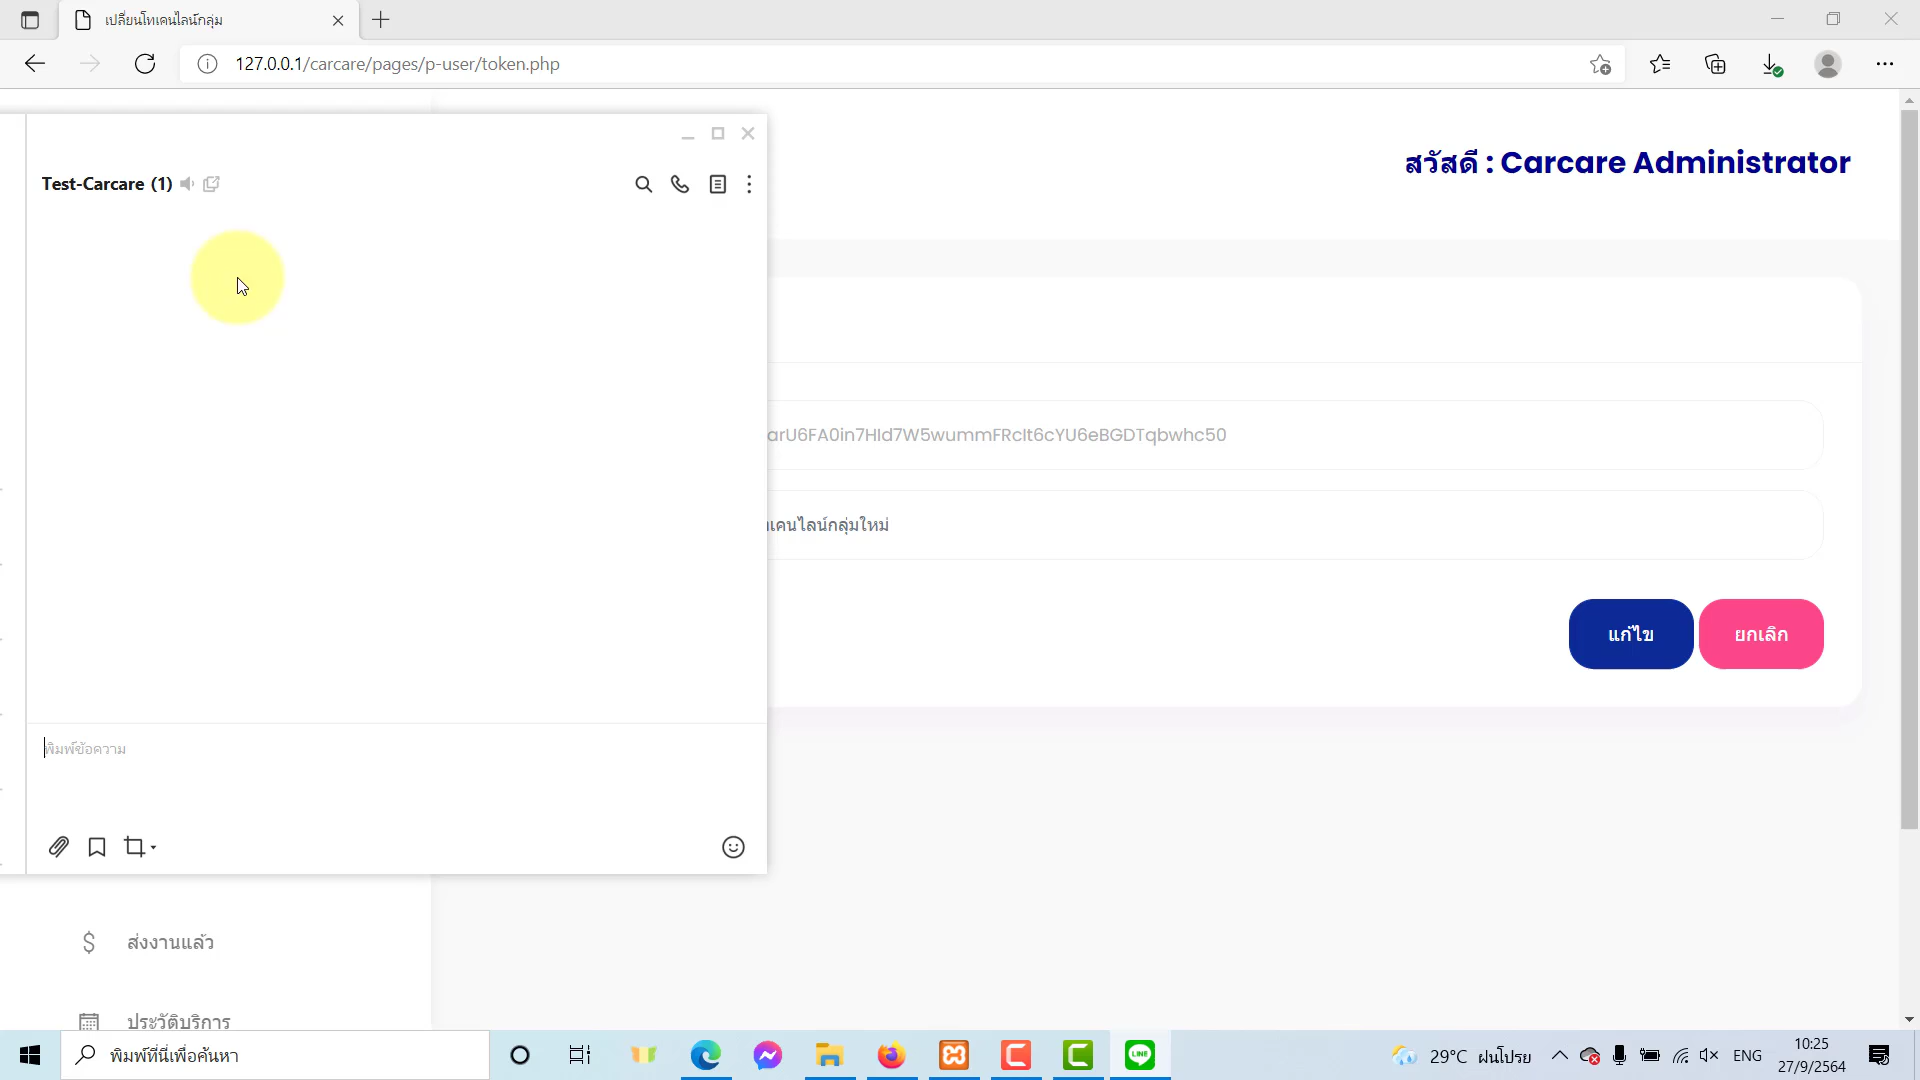 เปลี่ยนโทเคนไลน์กลุ่ม
127.0.0.1/carcare/pages/p-user/token.php
สวัสดี : Carcare Administrator
Test-Carcare (1)
arU6FA0in7HId7W5wummFRcIt6cYU6eBGDTqbwhc50
เคนไลน์กลุ่มใหม่
แก้ไข ยกเลิก
พิมพ์ข้อความ
ส่งงานแล้ว
ประวัติบริการ
พิมพ์ที่นี่เพื่อค้นหา
LINE
29°C ฝนโปรย
ENG
10:25
27/9/2564